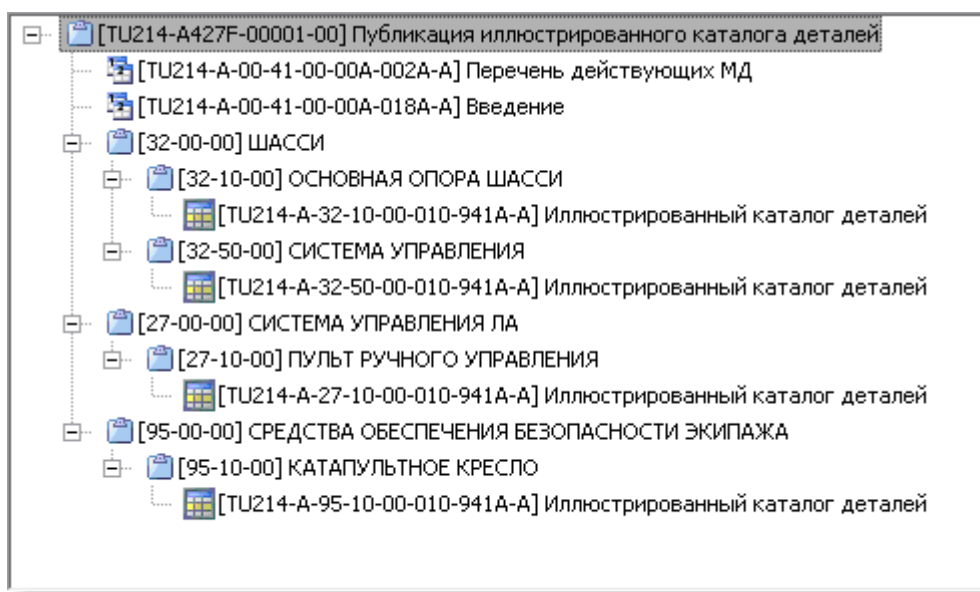 [TU214-A427F-00001-00] Публикация иллюстрированного каталога деталей
[TU214-A-00-41-00-00A-002A-A] Перечень действующих МД
[TU214-A-00-41-00-00A-018A-A] Введение
[32-00-00] ШАССИ
[32-10-00] ОСНОВНАЯ ОПОРА ШАССИ
[TU214-A-32-10-00-010-941A-A] Иллюстрированный каталог деталей
[32-50-00] СИСТЕМА УПРАВЛЕНИЯ
[TU214-A-32-50-00-010-941A-A] Иллюстрированный каталог деталей
[27-00-00] СИСТЕМА УПРАВЛЕНИЯ ЛА
[27-10-00] ПУЛЬТ РУЧНОГО УПРАВЛЕНИЯ
[TU214-A-27-10-00-010-941A-A] Иллюстрированный каталог деталей
[95-00-00] СРЕДСТВА ОБЕСПЕЧЕНИЯ БЕЗОПАСНОСТИ ЭКИПАЖА
[95-10-00] КАТАПУЛЬТНОЕ КРЕСЛО
[TU214-A-95-10-00-010-941A-A] Иллюстрированный каталог деталей